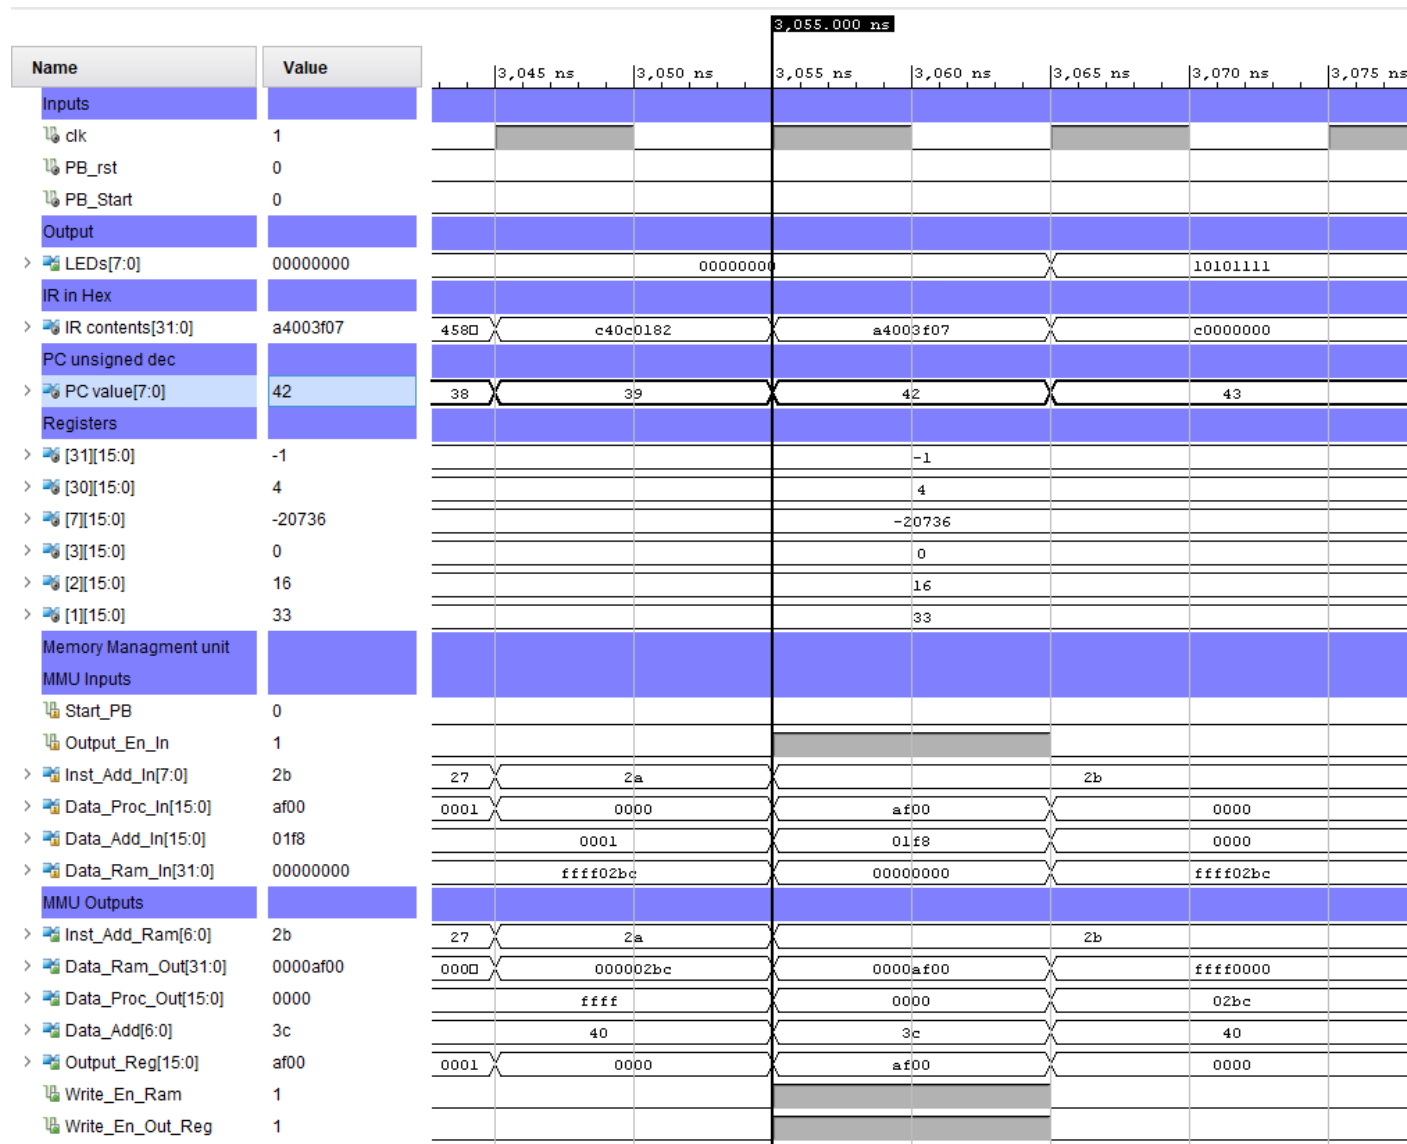 3,055.000 ns
Name Value 3,045 ns 3,050 ns 3,055 ns 3,060 ns 3,065 ns 3,070 ns 3,075 ns
Inputs
clk 1
PB_rst 0
PB_Start 0
Output
LEDs[7:0] 00000000 00000000 10101111
IR in Hex
IR contents[31:0] a4003f07 458□ c40c0182 a4003f07 c0000000
PC unsigned dec
PC value[7:0] 42 38 39 42 43
Registers
[31][15:0] -1 -1
[30][15:0] 4 4
[7][15:0] -20736 -20736
[3][15:0] 0 0
[2][15:0] 16 16
[1][15:0] 33 33
Memory Managment unit
MMU Inputs
Start_PB 0
Output_En_In 1
Inst_Add_In[7:0] 2b 27 2a 2b
Data_Proc_In[15:0] af00 0001 0000 af00 0000
Data_Add_In[15:0] 01f8 0001 01f8 0000
Data_Ram_In[31:0] 00000000 ffff02bc 00000000 ffff02bc
MMU Outputs
Inst_Add_Ram[6:0] 2b 27 2a 2b
Data_Ram_Out[31:0] 0000af00 000□ 000002bc 0000af00 ffff0000
Data_Proc_Out[15:0] 0000 ffff 0000 02bc
Data_Add[6:0] 3c 40 3c 40
Output_Reg[15:0] af00 0001 0000 af00 0000
Write_En_Ram 1
Write_En_Out_Reg 1